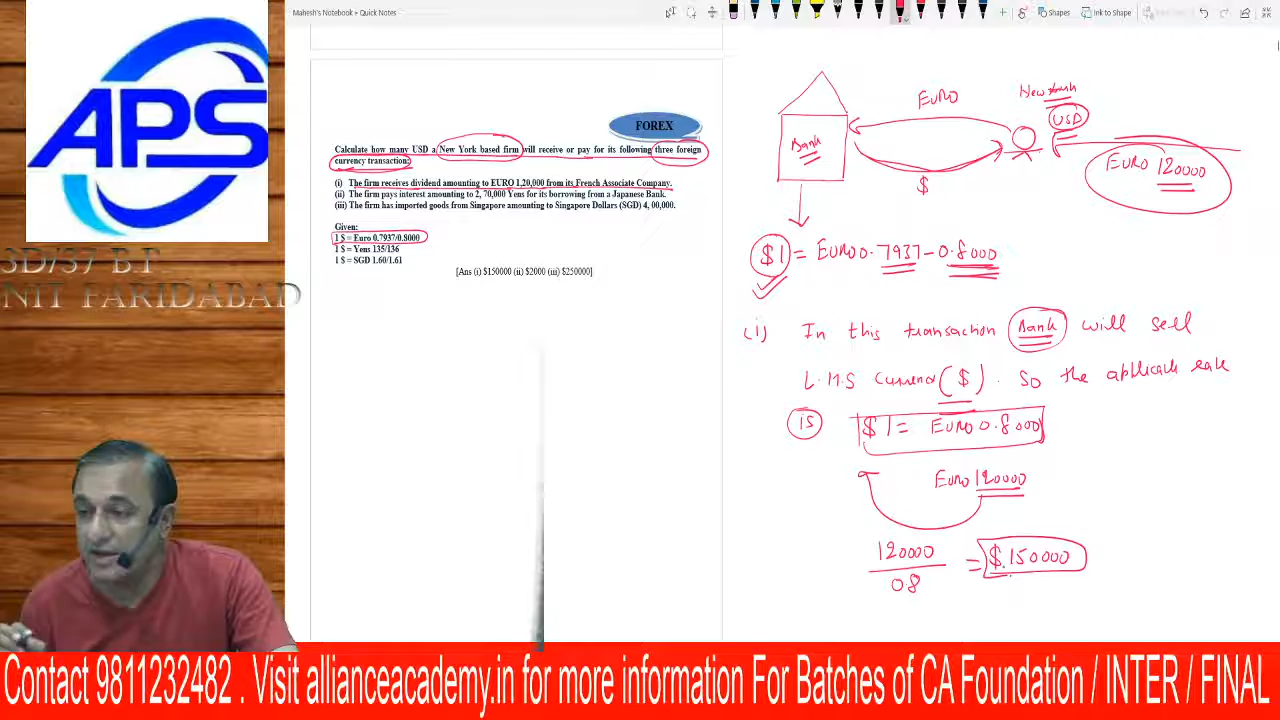 Mahesh's Notebook » Quick Notes
Shapes
Ink to Shape
APS
3D/37 B.P.
NIT FARIDABAD
FOREX
Calculate how many USD a New York based firm will receive or pay for its following three foreign
currency transaction:
(i) The firm receives dividend amounting to EURO 1,20,000 from its French Associate Company.
(ii) The firm pays interest amounting to 2, 70,000 Yens for its borrowing from a Japanese Bank.
(iii) The firm has imported goods from Singapore amounting to Singapore Dollars (SGD) 4, 00,000.
Given:
1 $ = Euro 0.7937/0.8000
1 $ = Yens 135/136
1 $ = SGD 1.60/1.61
[Ans (i) $150000 (ii) $2000 (iii) $250000]
Bank
EURO
$
USD
EURO 120000
$1 = EURO 0.7937 - 0.8000
(i) In this transaction Bank will sell
L.H.S currency ($). So the
is $1 = EURO 0.8000
EURO 120000
120000
0.8
= $.150000
Contact 9811232482 . Visit allianceacademy.in for more information For Batches of CA Foundation / INTER / FINAL